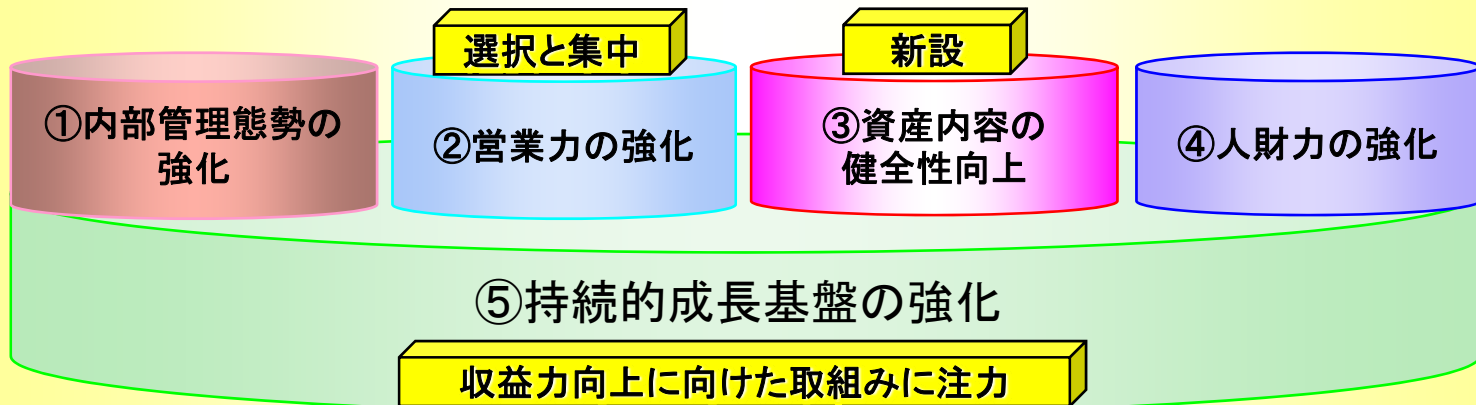 選択と集中
新設
①内部管理態勢の
強化
②営業力の強化
③資産内容の
健全性向上
④人財力の強化
⑤持続的成長基盤の強化
収益力向上に向けた取組みに注力